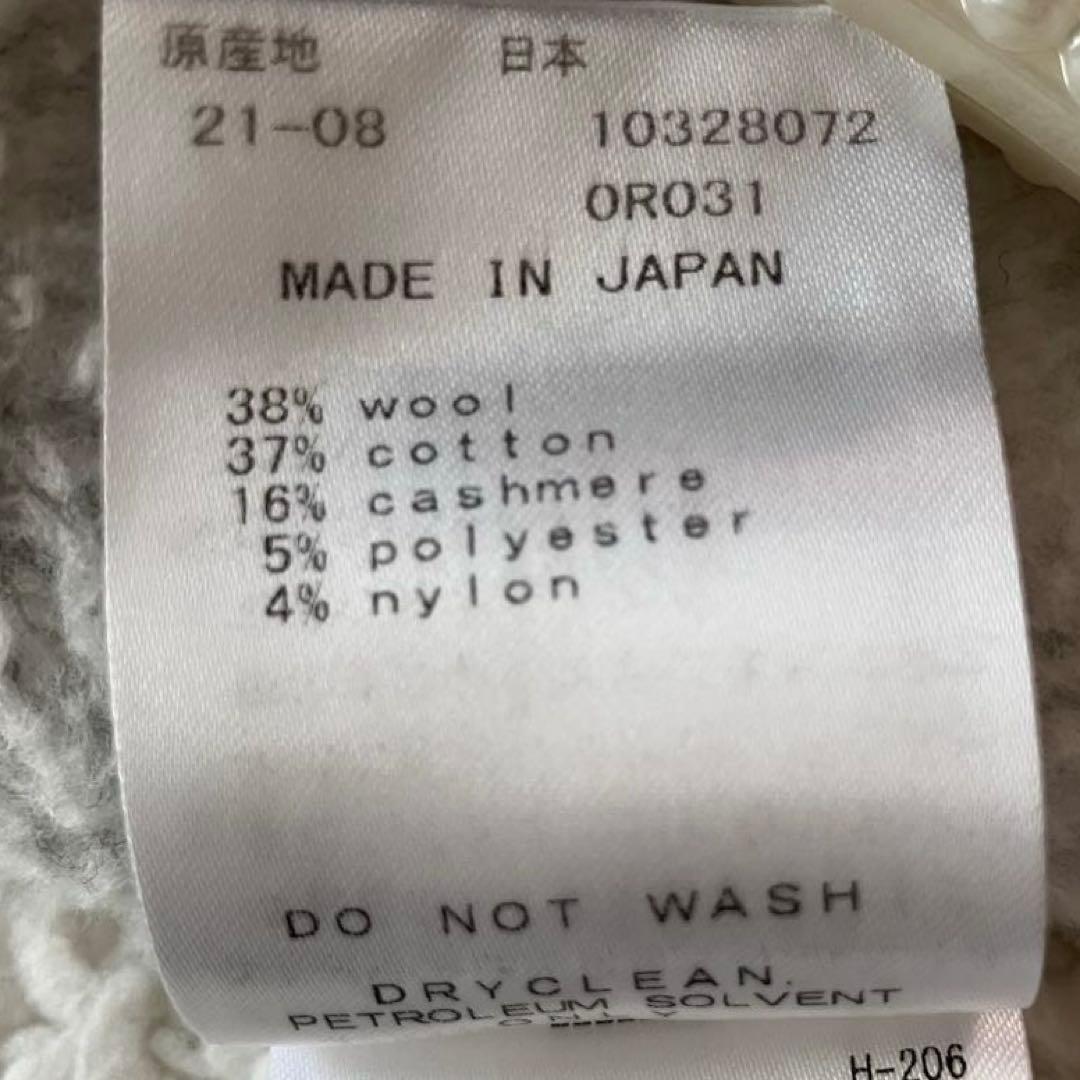 原産地 日本
21-08 10328072
0R031
MADE IN JAPAN
38% wool
37% cotton
16% cashmere
5% polyester
4% nylon
DO NOT WASH
DRYCLEAN.
PETROLEUM SOLVENT
H-206